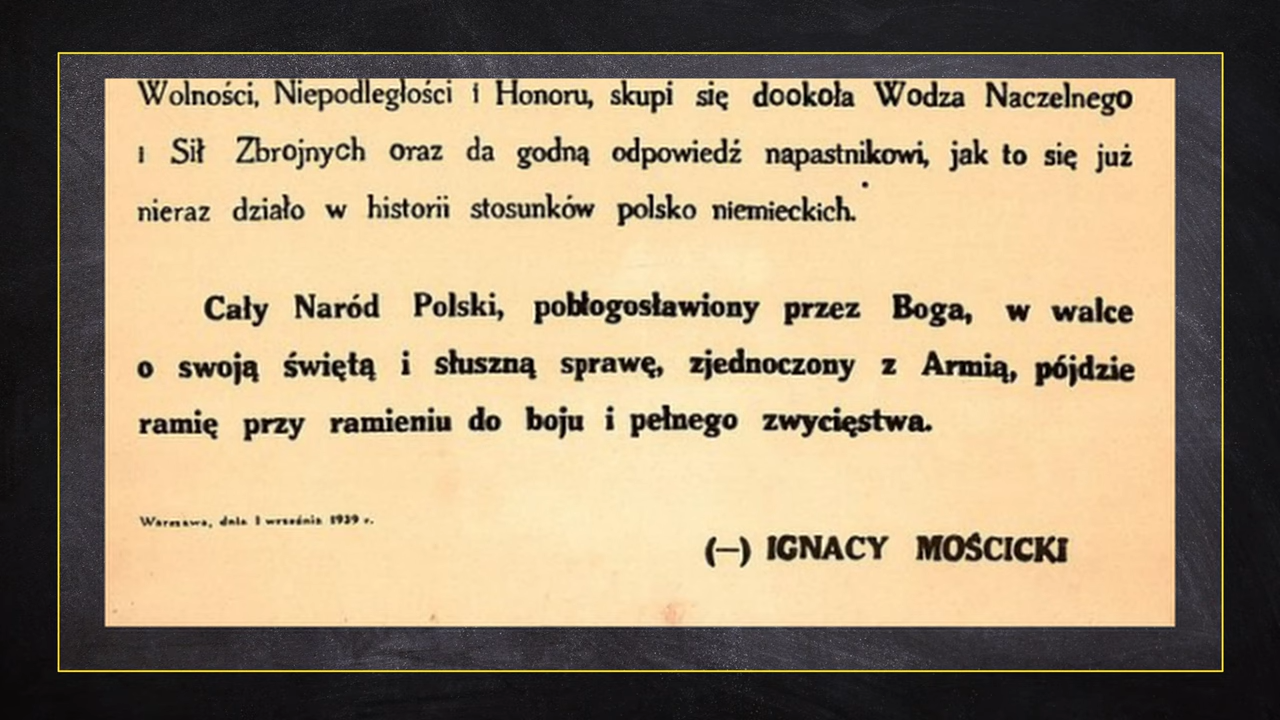 Wolności, Niepodległości i Honoru, skupi się dookoła Wodza Naczelnego
i Sił Zbrojnych oraz da godną odpowiedź napastnikowi, jak to się już
nieraz działo w historii stosunków polsko niemieckich.
Cały Naród Polski, pobłogosławiony przez Boga, w walce
o swoją świętą i słuszną sprawę, zjednoczony z Armią, pójdzie
ramię przy ramieniu do boju i pełnego zwycięstwa.
Warszawa, dnia 1 września 1939 r.
(—) IGNACY MOŚCICKI